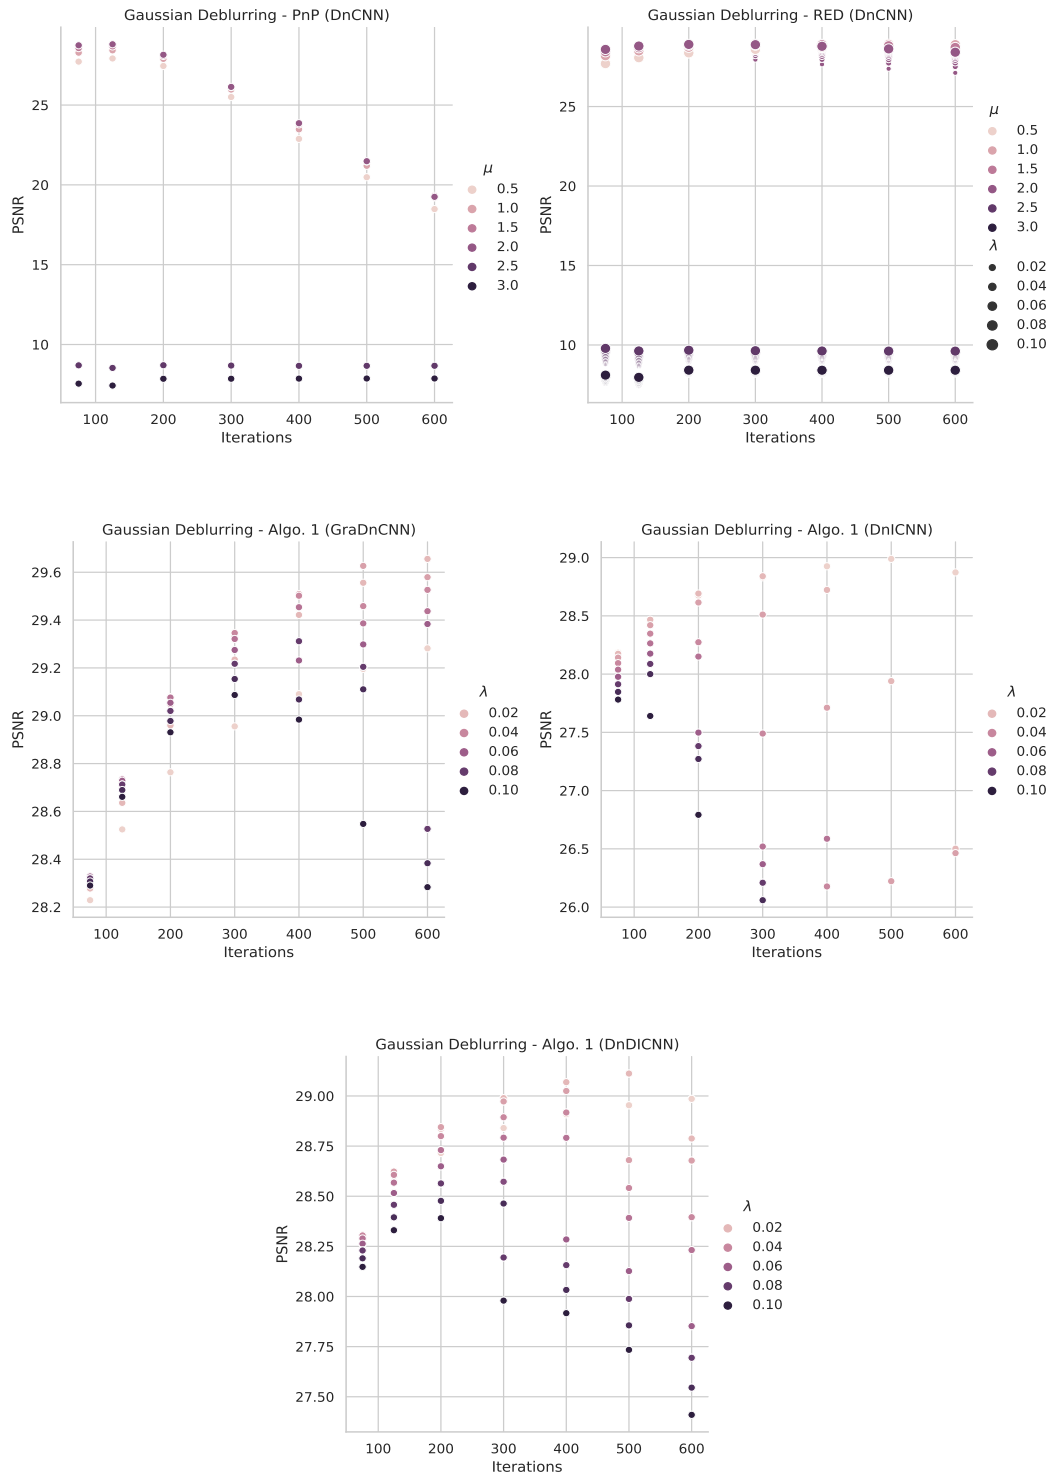 Gaussian Deblurring - PnP (DnCNN)
PSNR
25
20
15
10
100 200 300 400 500 600
Iterations
μ
0.5
1.0
1.5
2.0
2.5
3.0
Gaussian Deblurring - RED (DnCNN)
PSNR
25
20
15
10
100 200 300 400 500 600
Iterations
μ
0.5
1.0
1.5
2.0
2.5
3.0
λ
0.02
0.04
0.06
0.08
0.10
Gaussian Deblurring - Algo. 1 (GraDnCNN)
PSNR
29.6
29.4
29.2
29.0
28.8
28.6
28.4
28.2
100 200 300 400 500 600
Iterations
λ
0.02
0.04
0.06
0.08
0.10
Gaussian Deblurring - Algo. 1 (DnICNN)
PSNR
29.0
28.5
28.0
27.5
27.0
26.5
26.0
100 200 300 400 500 600
Iterations
λ
0.02
0.04
0.06
0.08
0.10
Gaussian Deblurring - Algo. 1 (DnDICNN)
PSNR
29.00
28.75
28.50
28.25
28.00
27.75
27.50
100 200 300 400 500 600
Iterations
λ
0.02
0.04
0.06
0.08
0.10